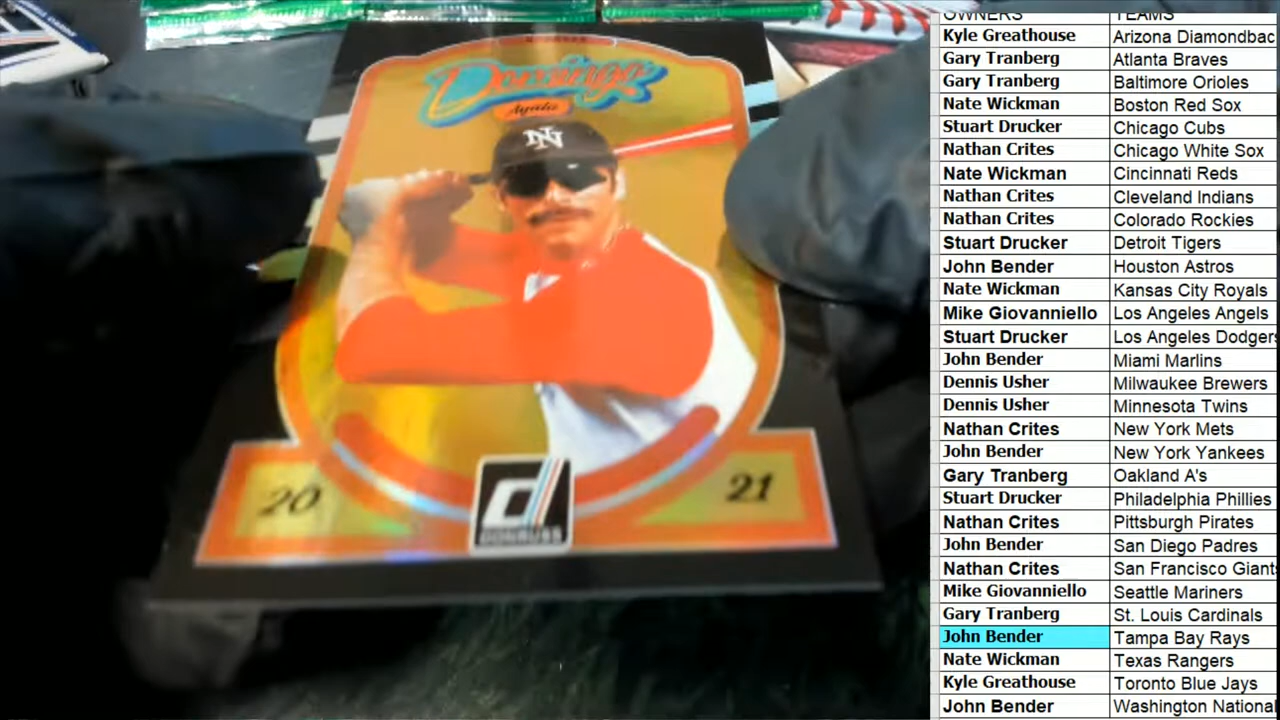 Domingo
Ayala
N
20
21
DONRUSS
OWNERS TEAMS
Kyle Greathouse Arizona Diamondbac
Gary Tranberg Atlanta Braves
Gary Tranberg Baltimore Orioles
Nate Wickman Boston Red Sox
Stuart Drucker Chicago Cubs
Nathan Crites Chicago White Sox
Nate Wickman Cincinnati Reds
Nathan Crites Cleveland Indians
Nathan Crites Colorado Rockies
Stuart Drucker Detroit Tigers
John Bender Houston Astros
Nate Wickman Kansas City Royals
Mike Giovanniello Los Angeles Angels
Stuart Drucker Los Angeles Dodgers
John Bender Miami Marlins
Dennis Usher Milwaukee Brewers
Dennis Usher Minnesota Twins
Nathan Crites New York Mets
John Bender New York Yankees
Gary Tranberg Oakland A's
Stuart Drucker Philadelphia Phillies
Nathan Crites Pittsburgh Pirates
John Bender San Diego Padres
Nathan Crites San Francisco Giants
Mike Giovanniello Seattle Mariners
Gary Tranberg St. Louis Cardinals
John Bender Tampa Bay Rays
Nate Wickman Texas Rangers
Kyle Greathouse Toronto Blue Jays
John Bender Washington National